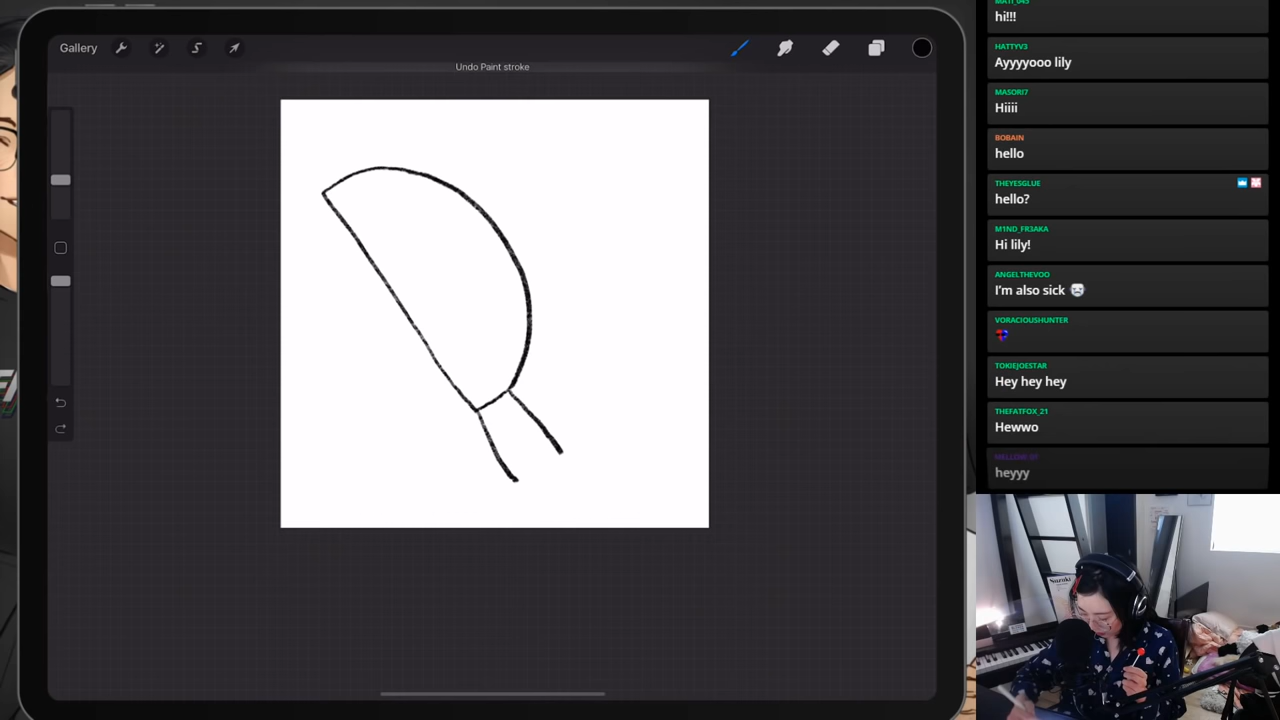 Gallery
Undo Paint stroke
hi!!!
HATTYV3
Ayyyyooo lily
MASORI7
Hiiii
BOBAIN
hello
THEYESGLUE
hello?
M1ND_FR3AKA
Hi lily!
ANGELTHEVOO
I'm also sick
VORACIOUSHUNTER
TOKIEJOESTAR
Hey hey hey
THEFATFOX_21
Hewwo
heyyy
Suzuki